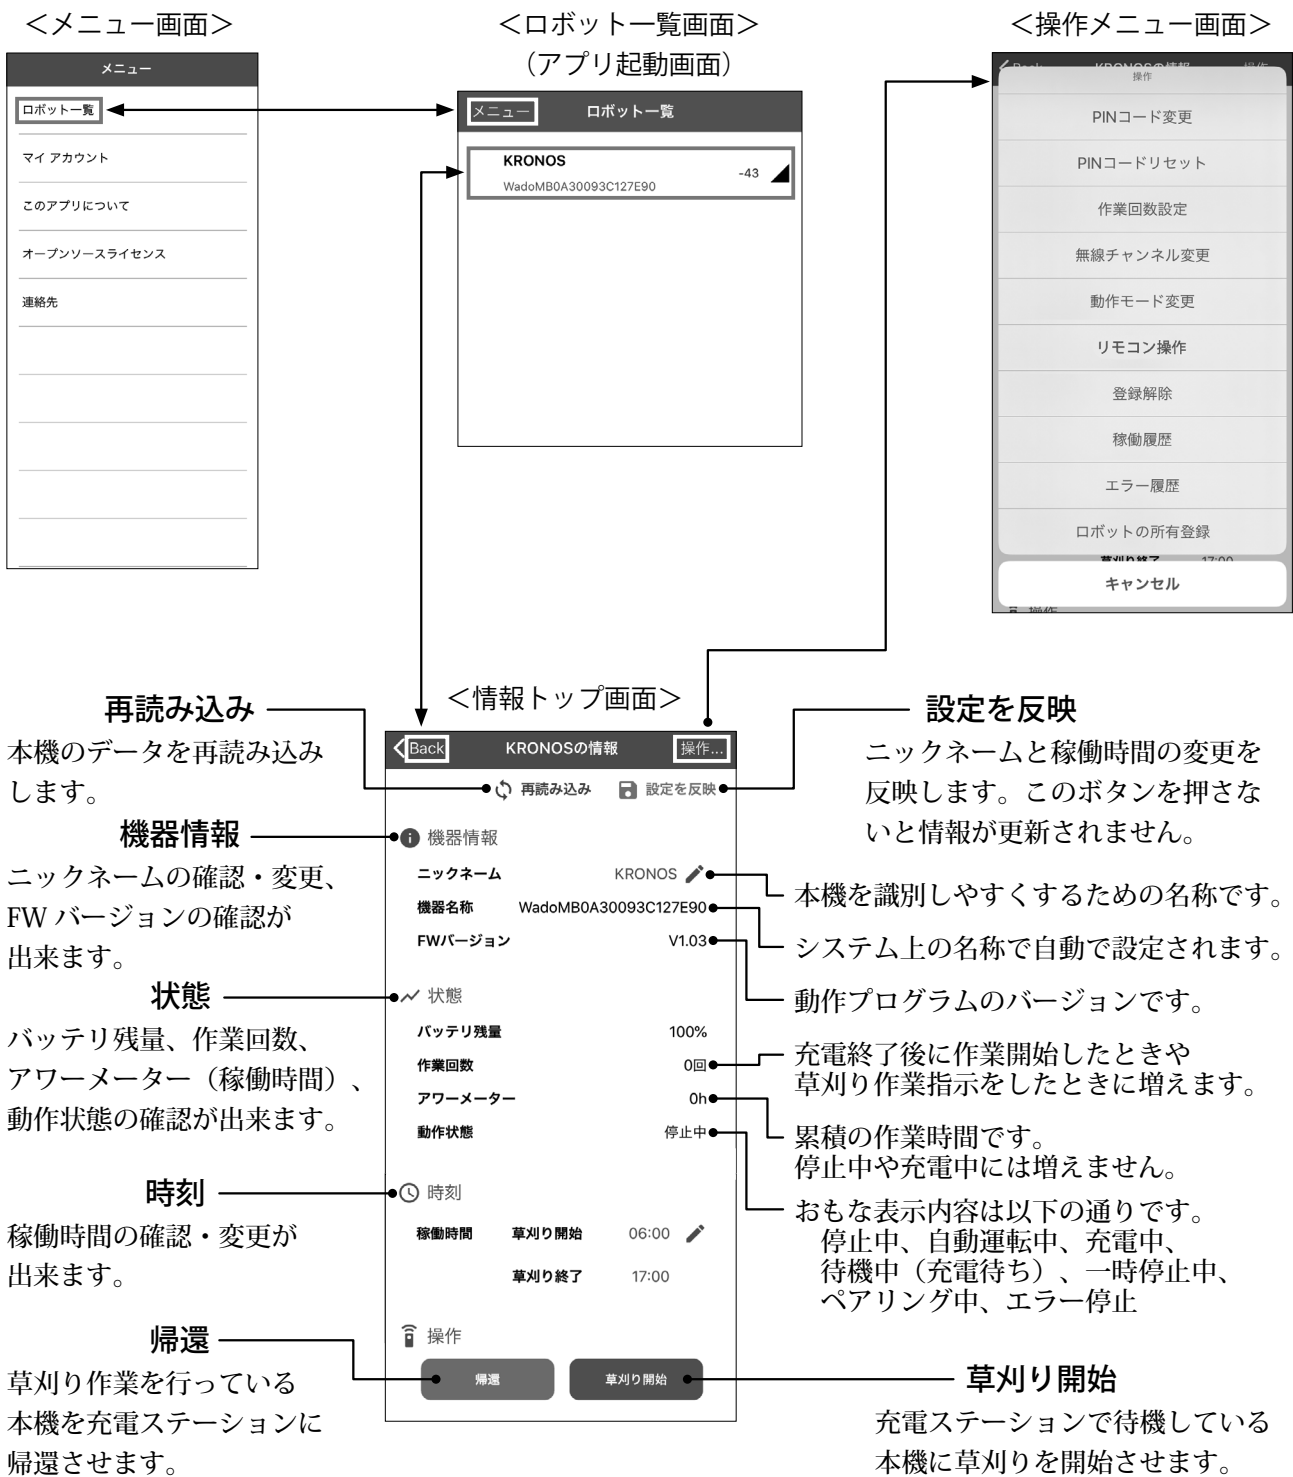 ＜メニュー画面＞
メニュー
ロボット一覧
マイ アカウント
このアプリについて
オープンソースライセンス
連絡先
＜ロボット一覧画面＞
（アプリ起動画面）
メニュー ロボット一覧
KRONOS
WadoMB0A30093C127E90
-43
＜操作メニュー画面＞
操作
PINコード変更
PINコードリセット
作業回数設定
無線チャンネル変更
動作モード変更
リモコン操作
登録解除
稼働履歴
エラー履歴
ロボットの所有登録
草刈り終了 17:00
キャンセル
操作
＜情報トップ画面＞
Back KRONOSの情報 操作...
再読み込み 設定を反映
機器情報
ニックネーム KRONOS
機器名称 WadoMB0A30093C127E90
FWバージョン V1.03
状態
バッテリ残量 100%
作業回数 0回
アワーメーター 0h
動作状態 停止中
時刻
稼働時間 草刈り開始 06:00
草刈り終了 17:00
操作
帰還 草刈り開始
再読み込み
本機のデータを再読み込み
します。
機器情報
ニックネームの確認・変更、
FW バージョンの確認が
出来ます。
状態
バッテリ残量、作業回数、
アワーメーター（稼働時間）、
動作状態の確認が出来ます。
時刻
稼働時間の確認・変更が
出来ます。
帰還
草刈り作業を行っている
本機を充電ステーションに
帰還させます。
設定を反映
ニックネームと稼働時間の変更を
反映します。このボタンを押さな
いと情報が更新されません。
本機を識別しやすくするための名称です。
システム上の名称で自動で設定されます。
動作プログラムのバージョンです。
充電終了後に作業開始したときや
草刈り作業指示をしたときに増えます。
累積の作業時間です。
停止中や充電中には増えません。
おもな表示内容は以下の通りです。
停止中、自動運転中、充電中、
待機中（充電待ち）、一時停止中、
ペアリング中、エラー停止
草刈り開始
充電ステーションで待機している
本機に草刈りを開始させます。